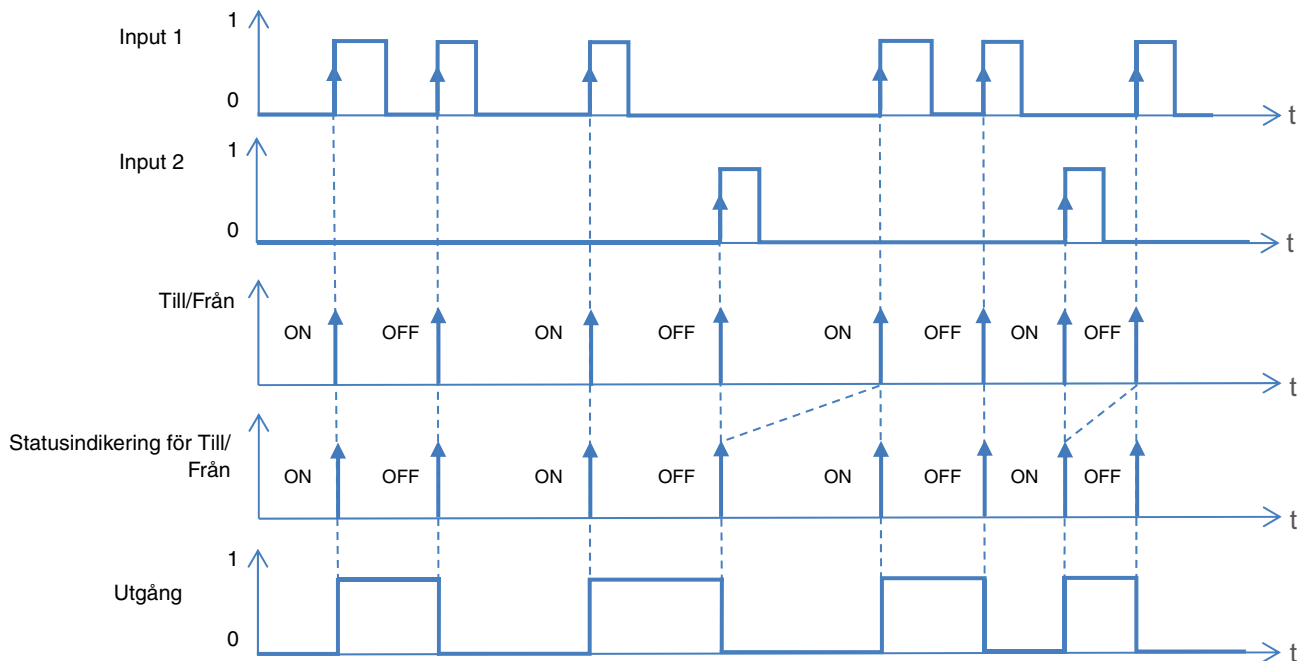 1
Input 1
0
t
1
Input 2
0
t
Till/Från
ON OFF ON OFF ON OFF ON OFF
t
Statusindikering för Till/
Från
ON OFF ON OFF ON OFF ON OFF
t
1
Utgång
0
t